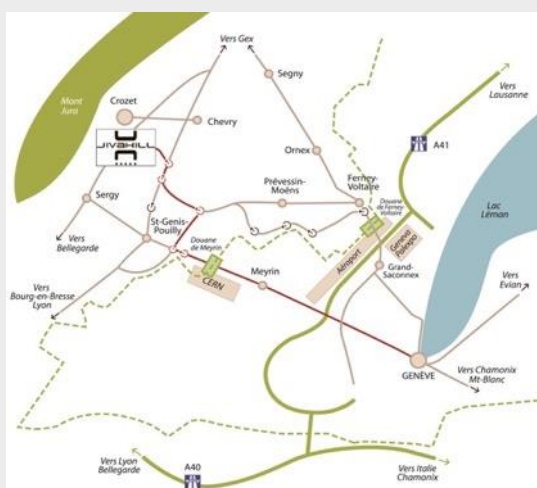 Vers Gex
Segny
Vers
Lausanne
Mont
Jura
Crozet
Chevry
JIVAHILL
A41
Ornex
Prévessin-
Moëns
Ferney-
Voltaire
Douane
de Ferney
Voltaire
Lac
Léman
Sergy
St-Genis-
Pouilly
Vers
Bellegarde
Douane
de Meyrin
Aéroport
Genève
Palexpo
Grand-
Saconnex
Vers
Evian
Meyrin
CERN
Vers
Bourg-en-Bresse
Lyon
GENÈVE
Vers Chamonix
Mt-Blanc
Vers Lyon
Bellegarde
A40
Vers Italie
Chamonix